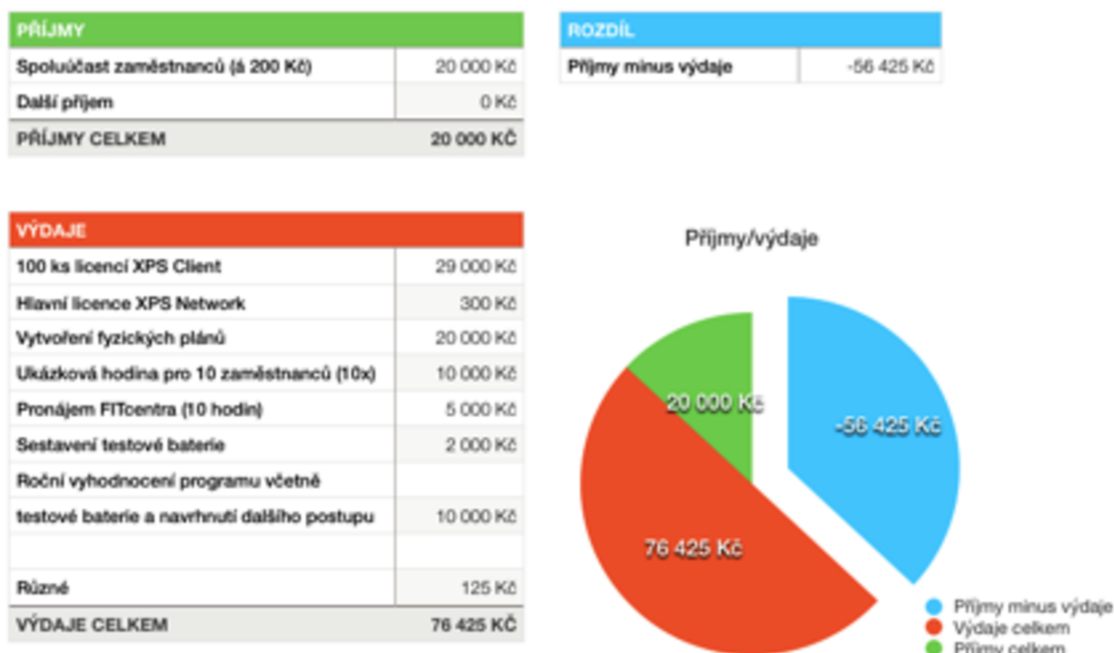 PŘÍJMY
Spoluúčast zaměstnanců (á 200 Kč) 20 000 Kč
Další příjem 0 Kč
PŘÍJMY CELKEM 20 000 KČ
ROZDÍL
Příjmy minus výdaje -56 425 Kč
VÝDAJE
100 ks licencí XPS Client 29 000 Kč
Hlavní licence XPS Network 300 Kč
Vytvoření fyzických plánů 20 000 Kč
Ukázková hodina pro 10 zaměstnanců (10x) 10 000 Kč
Pronájem FITcentra (10 hodin) 5 000 Kč
Sestavení testové baterie 2 000 Kč
Roční vyhodnocení programu včetně
testové baterie a navrhnutí dalšího postupu 10 000 Kč
Různé 125 Kč
VÝDAJE CELKEM 76 425 KČ
Příjmy/výdaje
20 000 Kč
-56 425 Kč
76 425 Kč
Příjmy minus výdaje
Výdaje celkem
Příjmy celkem